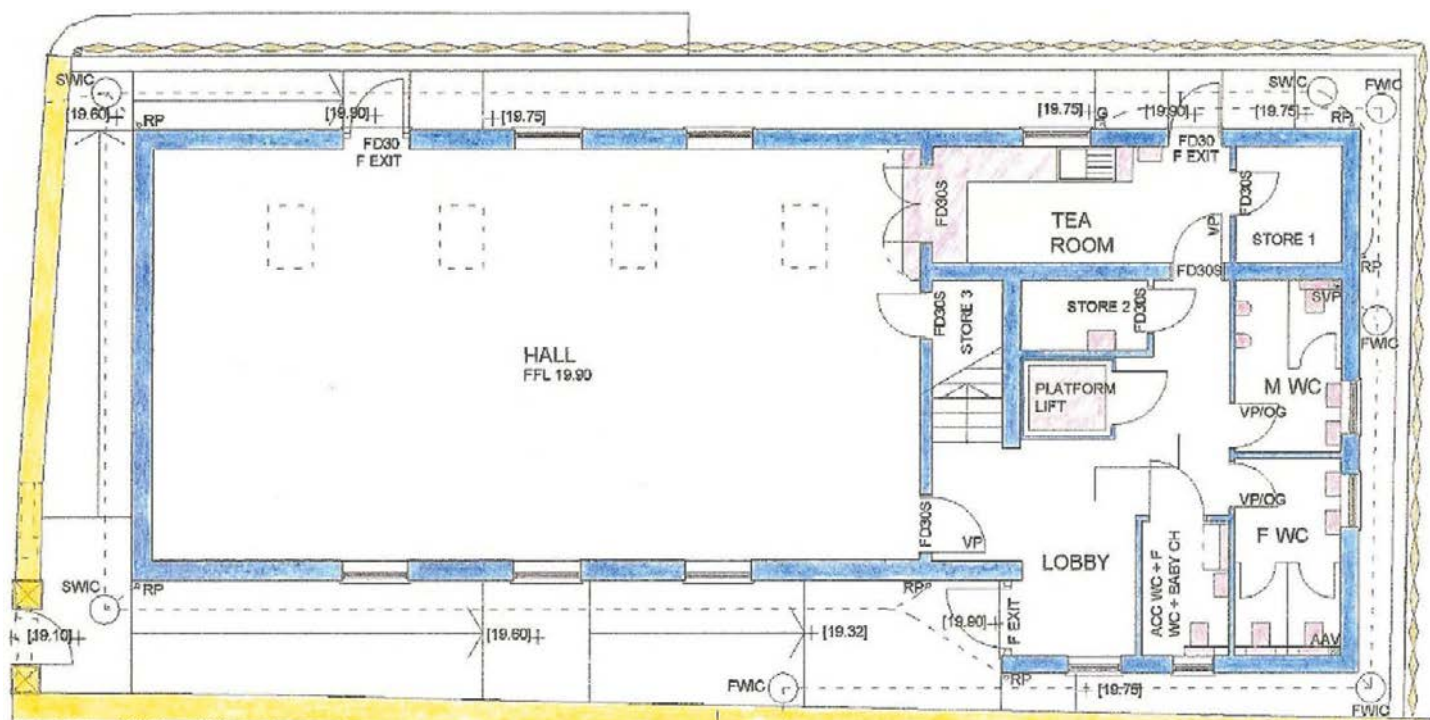 SWIC
[19.60]
RP
[19.90]
FD30
F EXIT
[19.75]
[19.75]
G
[19.90]
FD30
F EXIT
SWIC
[19.75]
FWIC
RP
FD30S
TEA
ROOM
VP
FD30S
FD30S
STORE 1
RP
HALL
FFL 19.90
FD30S
STORE 3
STORE 2
FD30S
SVP
FWIC
PLATFORM
LIFT
M WC
VP/OG
VP/OG
F WC
FD30S
VP
LOBBY
ACC WC + F
WC + BABY CH
AAV
SWIC
RP
RP
[19.10]
[19.60]
[19.32]
[19.90]
F EXIT
FWIC
RP
[19.75]
FWIC